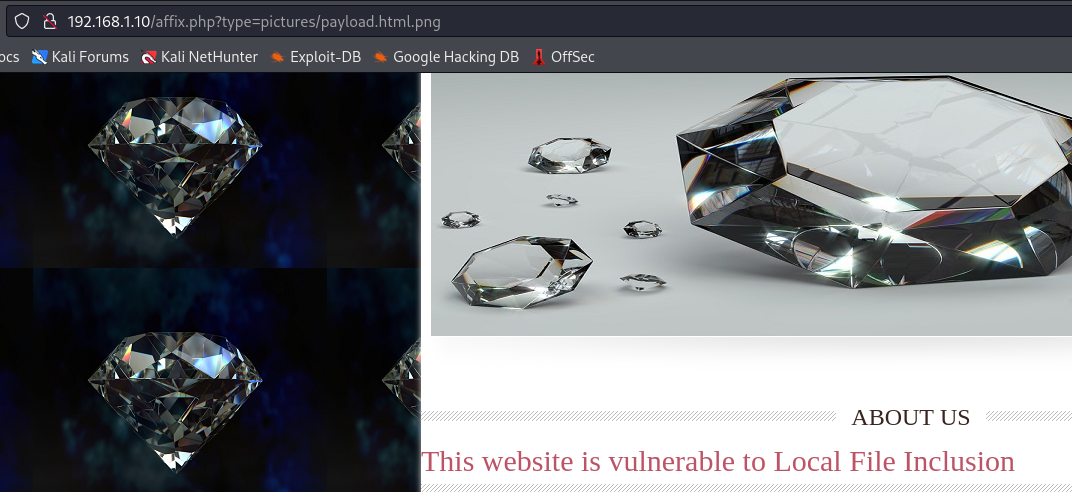 192.168.1.10/affix.php?type=pictures/payload.html.png
ocs Kali Forums Kali NetHunter Exploit-DB Google Hacking DB OffSec
ABOUT US
This website is vulnerable to Local File Inclusion